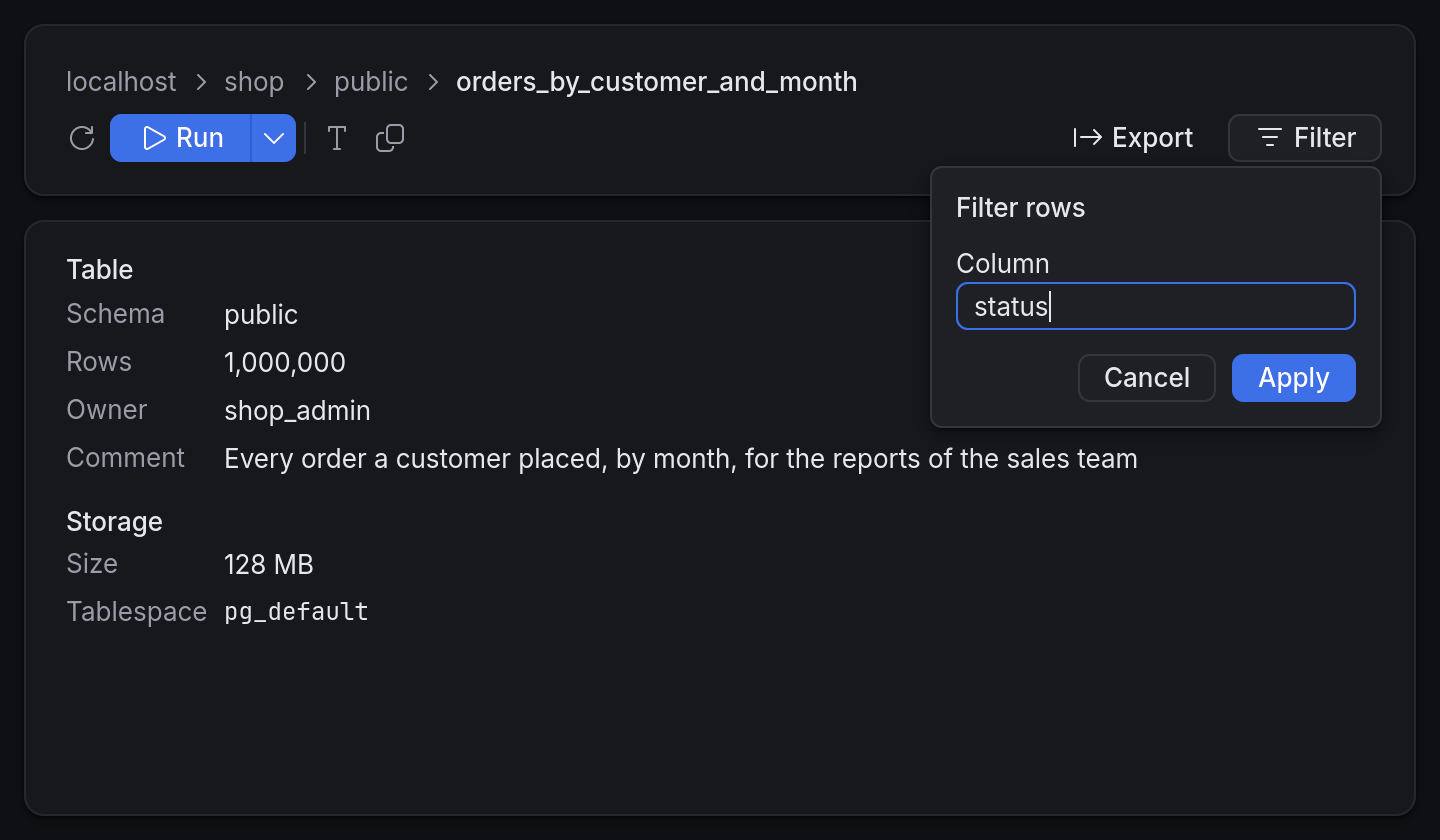 localhost > shop > public > orders_by_customer_and_month
Run
Export
Filter
Filter rows
Column
status
Cancel
Apply
Table
Schema public
Rows 1,000,000
Owner shop_admin
Comment Every order a customer placed, by month, for the reports of the sales team
Storage
Size 128 MB
Tablespace pg_default